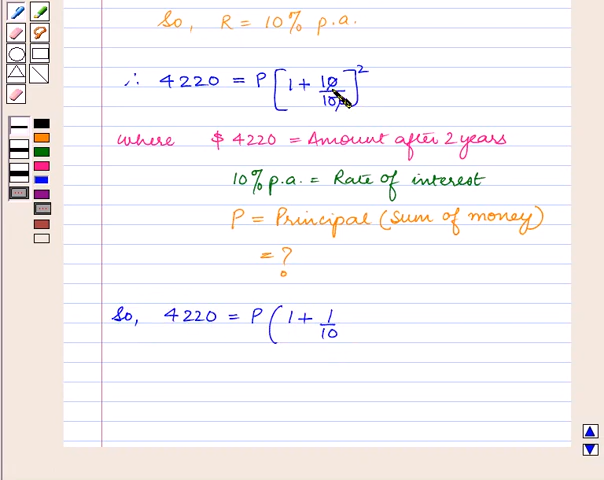 So, R = 10% p.a.
∴ 4220 = P[1 + 10/100]^2
where $ 4220 = Amount after 2 years
10% p.a. = Rate of interest
P = Principal (Sum of money)
= ?
So, 4220 = P(1 + 1/10